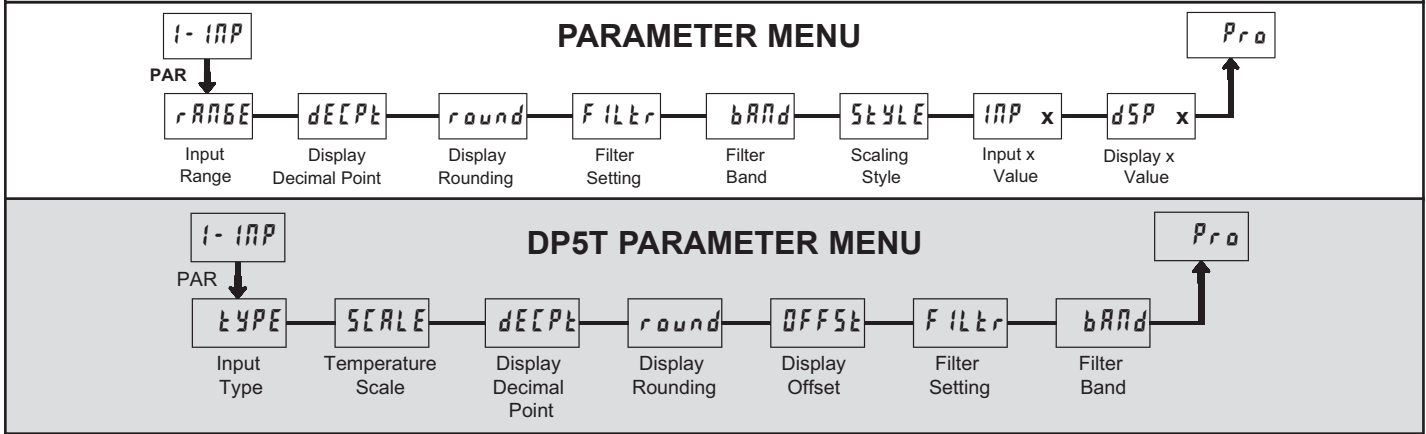 1-INP
PARAMETER MENU
Pro
PAR
rANGE dECPt round FILtr bANd StYLE INP x dSP x
Input Range
Display Decimal Point
Display Rounding
Filter Setting
Filter Band
Scaling Style
Input x Value
Display x Value
1-INP
DP5T PARAMETER MENU
Pro
PAR
tYPE SCALE dECPt round OFFSt FILtr bANd
Input Type
Temperature Scale
Display Decimal Point
Display Rounding
Display Offset
Filter Setting
Filter Band